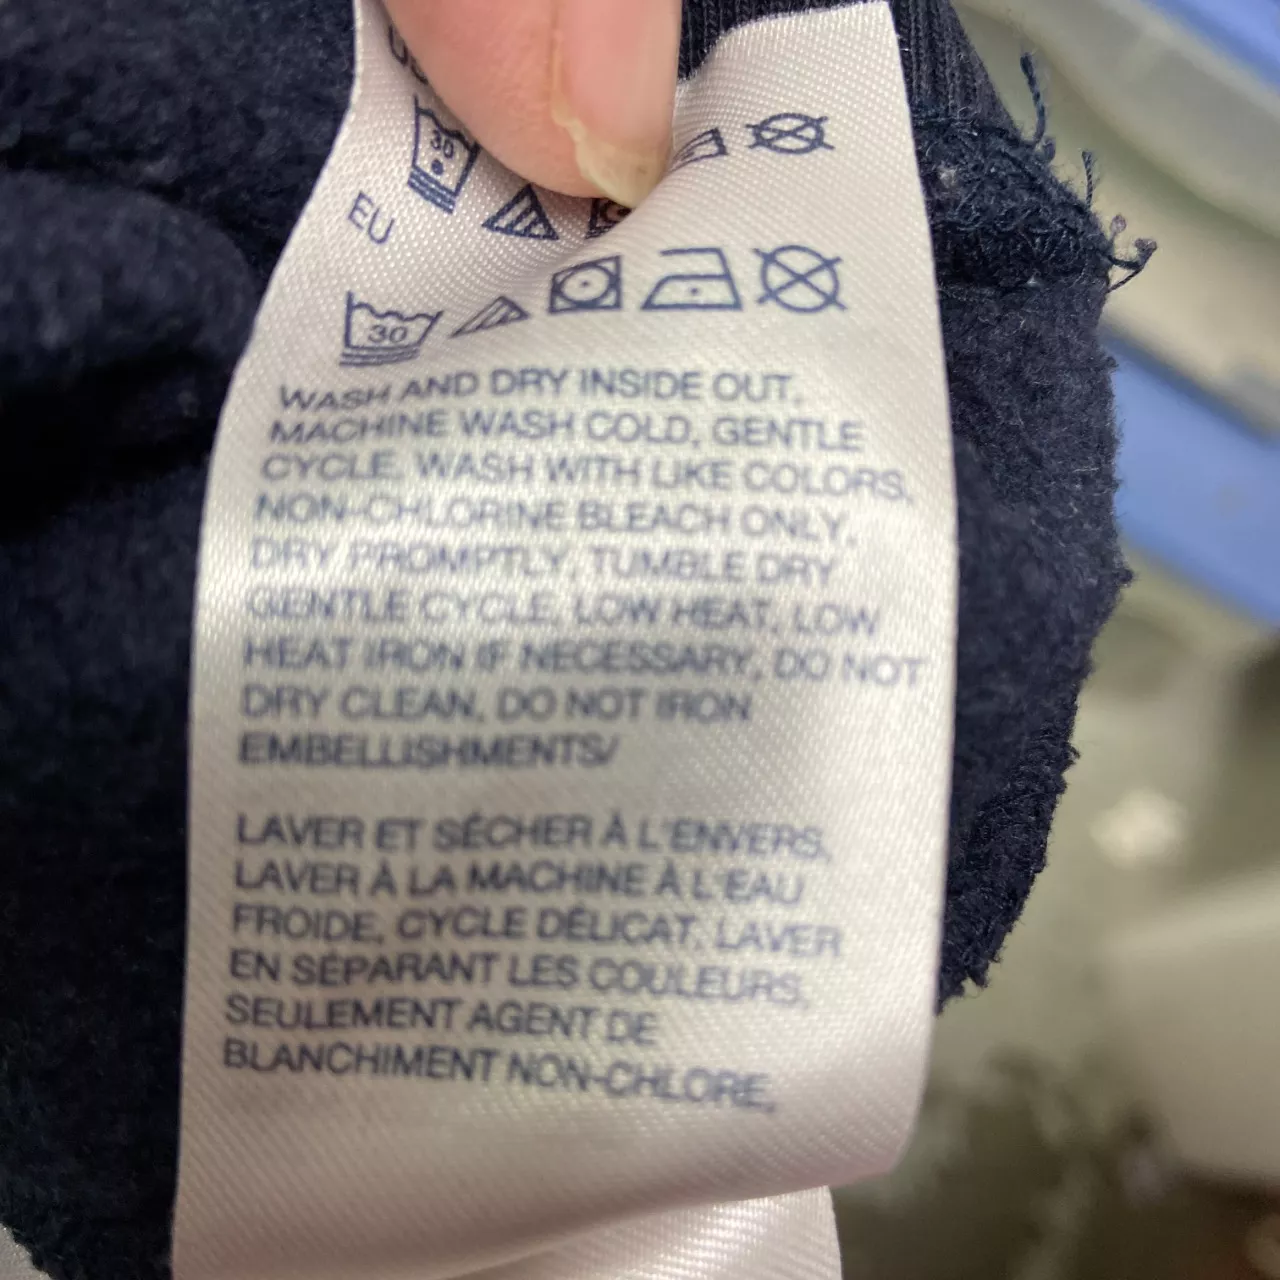 30
EU
30
WASH AND DRY INSIDE OUT,
MACHINE WASH COLD, GENTLE
CYCLE, WASH WITH LIKE COLORS,
NON-CHLORINE BLEACH ONLY,
DRY PROMPTLY, TUMBLE DRY
GENTLE CYCLE, LOW HEAT, LOW
HEAT IRON IF NECESSARY, DO NOT
DRY CLEAN, DO NOT IRON
EMBELLISHMENTS/
LAVER ET SÉCHER À L'ENVERS,
LAVER À LA MACHINE À L'EAU
FROIDE, CYCLE DÉLICAT, LAVER
EN SÉPARANT LES COULEURS,
SEULEMENT AGENT DE
BLANCHIMENT NON-CHLORE,